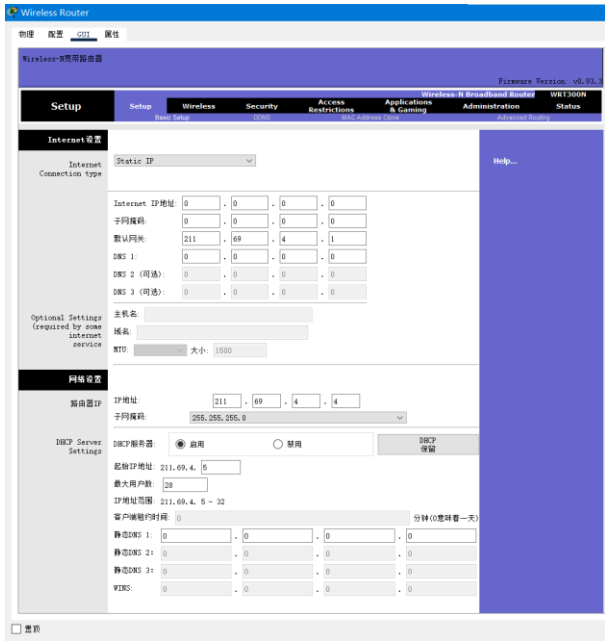 Wireless Router
物理 配置 GUI 属性
Wireless-N宽带路由器
Firmware Version: v0.93.3
Wireless-N Broadband Router WRT300N
Setup Setup Wireless Security Access Restrictions Applications & Gaming Administration Status
Basic Setup DDNS MAC Address Clone Advanced Routing
Internet设置
Internet Connection type Static IP
Help...
Internet IP地址: 0 . 0 . 0 . 0
子网掩码: 0 . 0 . 0 . 0
默认网关: 211 . 69 . 4 . 1
DNS 1: 0 . 0 . 0 . 0
DNS 2 (可选): 0 . 0 . 0 . 0
DNS 3 (可选): 0 . 0 . 0 . 0
Optional Settings (required by some internet service
主机名:
域名:
MTU: 大小: 1500
网络设置
路由器IP
IP地址: 211 . 69 . 4 . 4
子网掩码: 255.255.255.0
DHCP Server Settings
DHCP服务器: 启用 禁用 DHCP保留
起始IP地址: 211.69.4. 5
最大用户数: 28
IP地址范围: 211.69.4. 5 - 32
客户端租约时间: 0 分钟(0意味着一天)
静态DNS 1: 0 . 0 . 0 . 0
静态DNS 2: 0 . 0 . 0 . 0
静态DNS 3: 0 . 0 . 0 . 0
WINS: 0 . 0 . 0 . 0
置顶